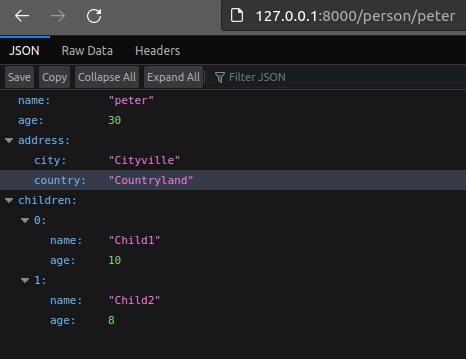 127.0.0.1:8000/person/peter
JSON Raw Data Headers
Save Copy Collapse All Expand All Filter JSON
name: "peter"
age: 30
address:
city: "Cityville"
country: "Countryland"
children:
0:
name: "Child1"
age: 10
1:
name: "Child2"
age: 8